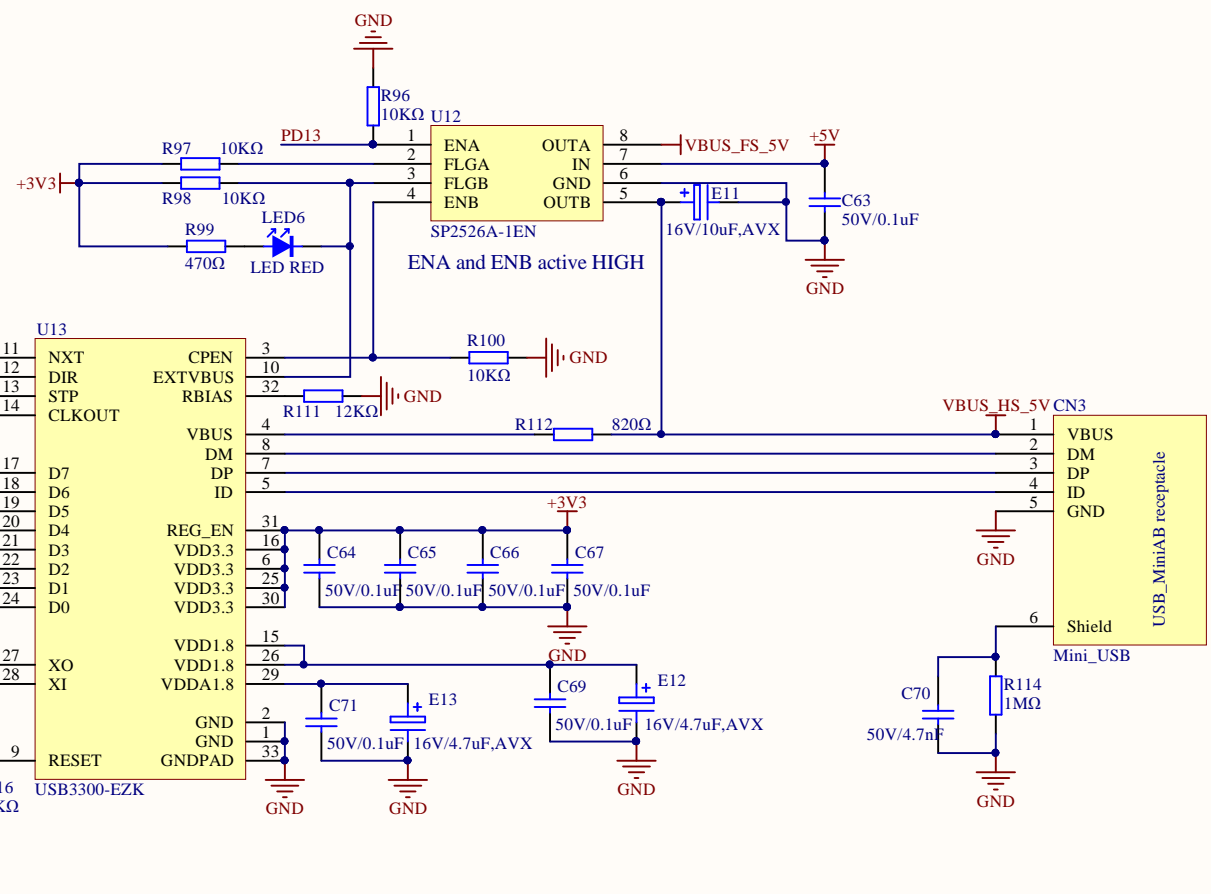 GND
R96
10KΩ
U12
PD13
1
ENA
OUTA
8
VBUS_FS_5V
+5V
R97
10KΩ
2
FLGA
IN
7
+3V3
R98
10KΩ
3
FLGB
GND
6
4
ENB
OUTB
5
E11
16V/10uF,AVX
C63
50V/0.1uF
SP2526A-1EN
R99
470Ω
LED6
LED RED
ENA and ENB active HIGH
GND
U13
11
NXT
CPEN
3
R100
10KΩ
GND
12
DIR
EXTVBUS
10
13
STP
RBIAS
32
R111
12KΩ
GND
14
CLKOUT
VBUS
4
R112
820Ω
VBUS_HS_5V
CN3
1
VBUS
DM
8
2
DM
17
D7
DP
7
3
DP
18
D6
ID
5
4
ID
19
D5
5
GND
GND
USB_MiniAB receptacle
20
D4
REG_EN
31
+3V3
21
D3
VDD3.3
16
C64
50V/0.1uF
C65
50V/0.1uF
C66
50V/0.1uF
C67
50V/0.1uF
22
D2
VDD3.3
6
23
D1
VDD3.3
25
24
D0
VDD3.3
30
GND
6
Shield
Mini_USB
VDD1.8
15
27
XO
VDD1.8
26
28
XI
VDDA1.8
29
C71
50V/0.1uF
E13
16V/4.7uF,AVX
C69
50V/0.1uF
E12
16V/4.7uF,AVX
C70
50V/4.7nF
R114
1MΩ
GND
2
GND
1
9
RESET
GNDPAD
33
16
KΩ
USB3300-EZK
GND
GND
GND
GND